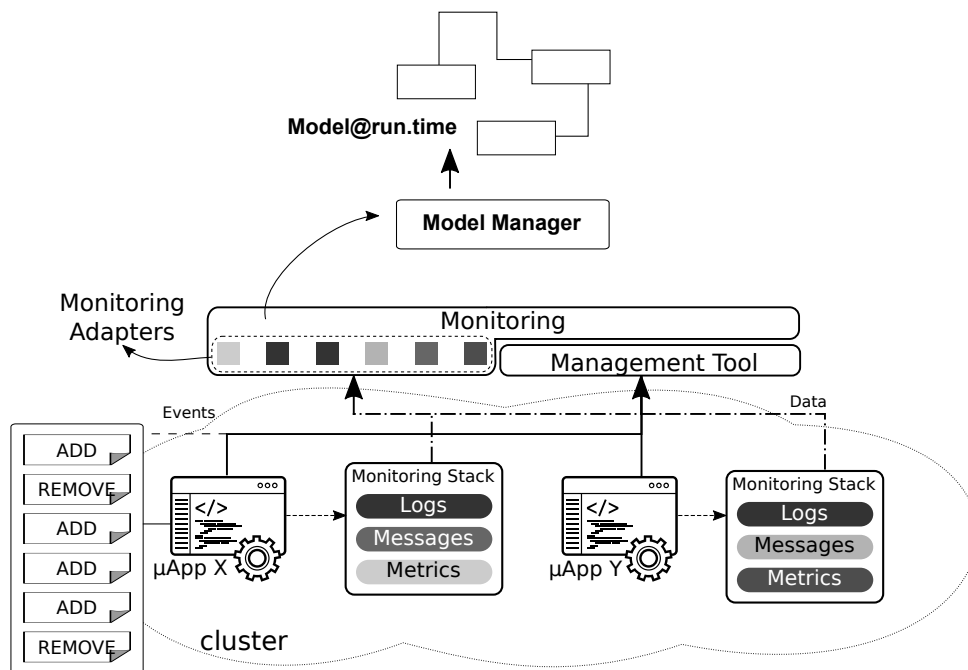 Model@run.time
Model Manager
Monitoring
Adapters
Monitoring
Management Tool
Events
Data
ADD
REMOVE
ADD
ADD
ADD
REMOVE
</>
µApp X
Monitoring Stack
Logs
Messages
Metrics
</>
µApp Y
Monitoring Stack
Logs
Messages
Metrics
cluster